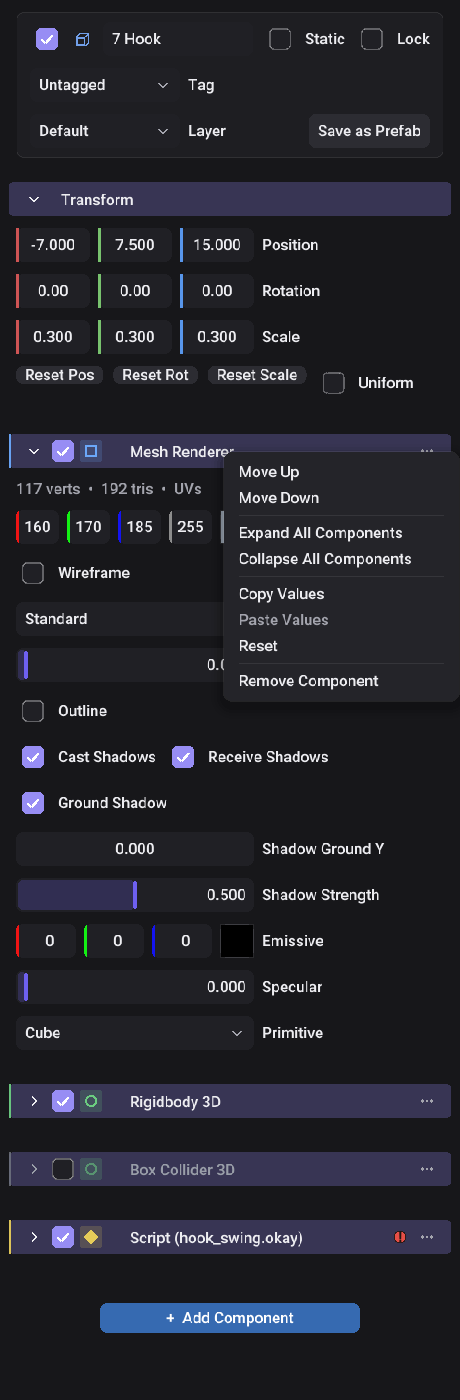 7 Hook Static Lock
Untagged Tag
Default Layer Save as Prefab
Transform
-7.000 7.500 15.000 Position
0.00 0.00 0.00 Rotation
0.300 0.300 0.300 Scale
Reset Pos Reset Rot Reset Scale Uniform
Mesh Renderer
117 verts • 192 tris • UVs
160 170 185 255
Wireframe
Standard
Outline
Cast Shadows Receive Shadows
Ground Shadow
0.000 Shadow Ground Y
0.500 Shadow Strength
0 0 0 Emissive
0.000 Specular
Cube Primitive
Move Up
Move Down
Expand All Components
Collapse All Components
Copy Values
Paste Values
Reset
Remove Component
Rigidbody 3D
Box Collider 3D
Script (hook_swing.okay)
+ Add Component